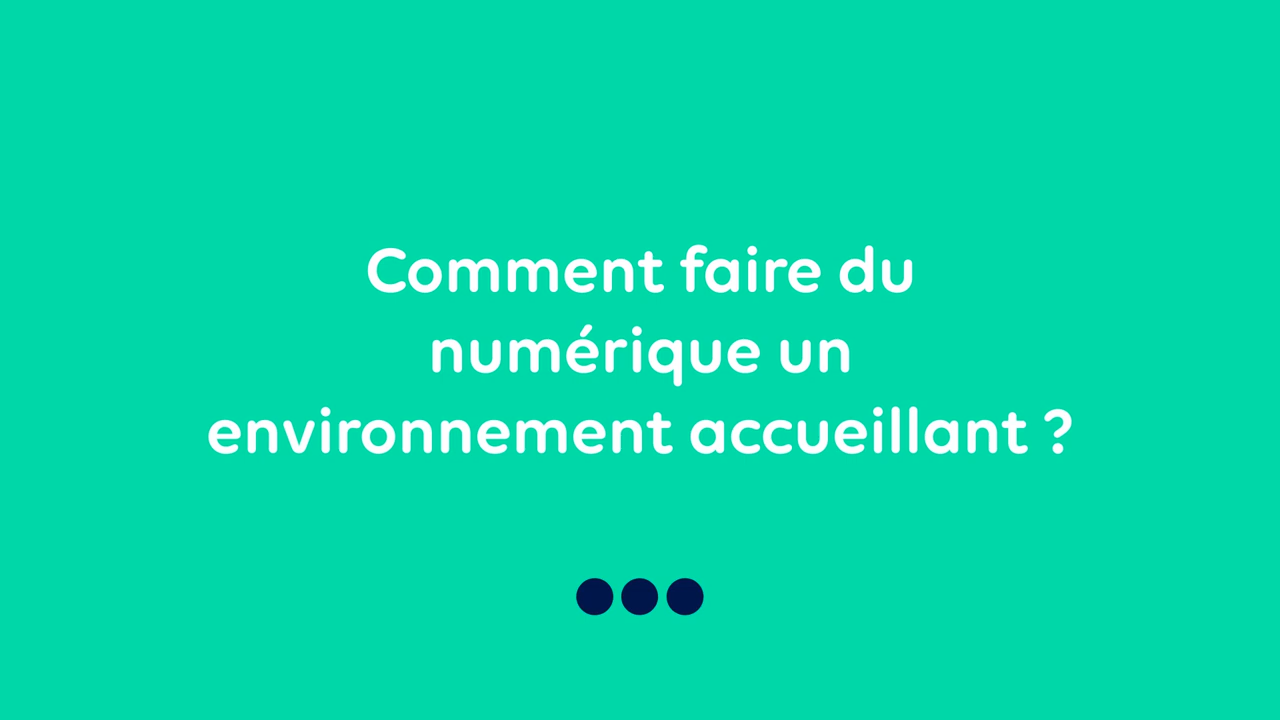 Comment faire du
numérique un
environnement accueillant ?